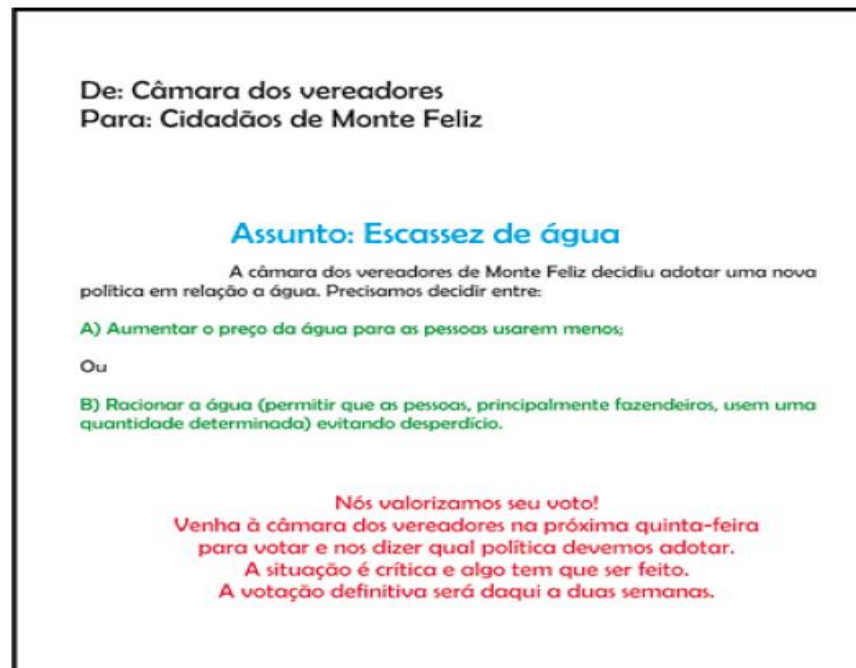 De: Câmara dos vereadores
Para: Cidadãos de Monte Feliz
Assunto: Escassez de água
A câmara dos vereadores de Monte Feliz decidiu adotar uma nova
política em relação a água. Precisamos decidir entre:
A) Aumentar o preço da água para as pessoas usarem menos;
Ou
B) Racionar a água (permitir que as pessoas, principalmente fazendeiros, usem uma
quantidade determinada) evitando desperdício.
Nós valorizamos seu voto!
Venha à câmara dos vereadores na próxima quinta-feira
para votar e nos dizer qual política devemos adotar.
A situação é crítica e algo tem que ser feito.
A votação definitiva será daqui a duas semanas.